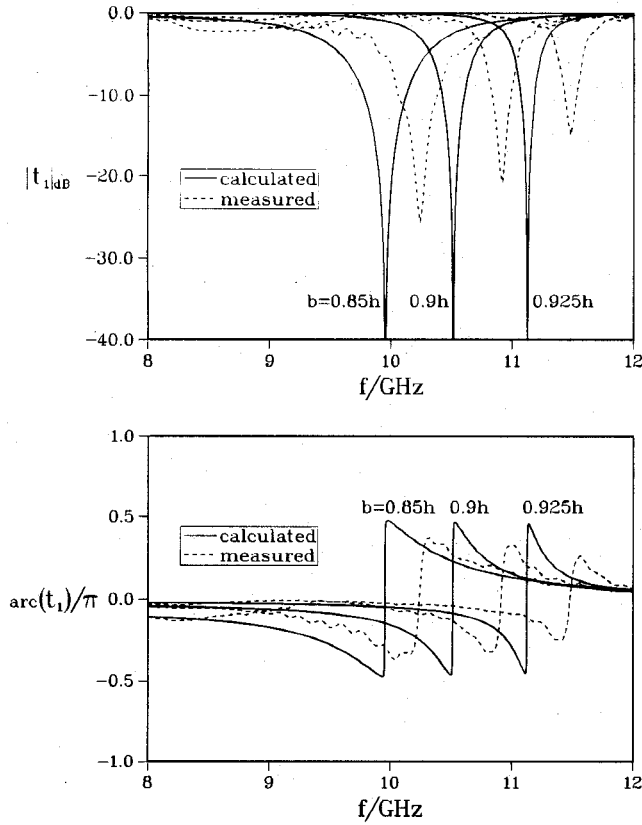 0.0
-10.0
|t₁|dB -20.0
calculated
measured
-30.0
b=0.85h 0.9h 0.925h
-40.0
8 9 10 11 12
f/GHz
1.0
b=0.85h 0.9h 0.925h
0.5
calculated
measured
arc(t₁)/π 0.0
-0.5
-1.0
8 9 10 11 12
f/GHz